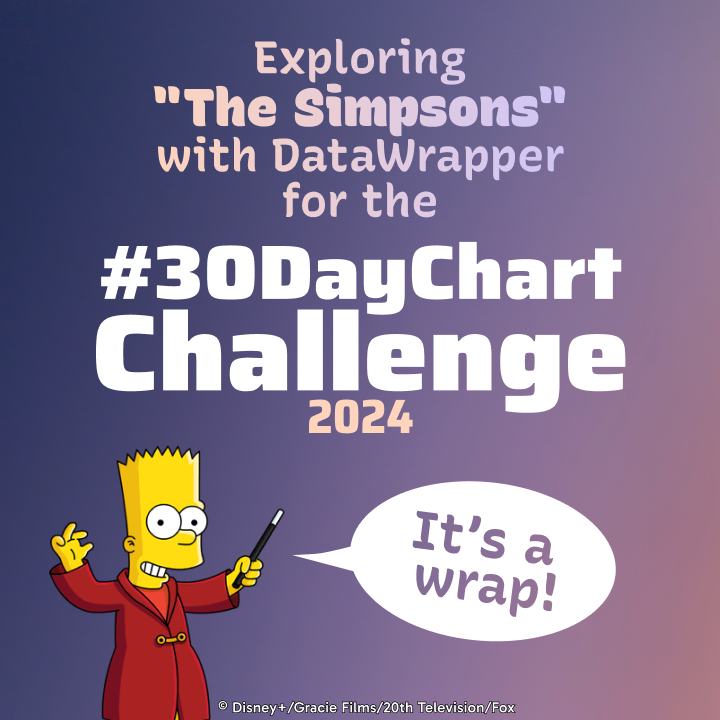 Exploring
"The Simpsons"
with DataWrapper
for the
#30DayChart
Challenge
2024
It's a
wrap!
© Disney+/Gracie Films/20th Television/Fox